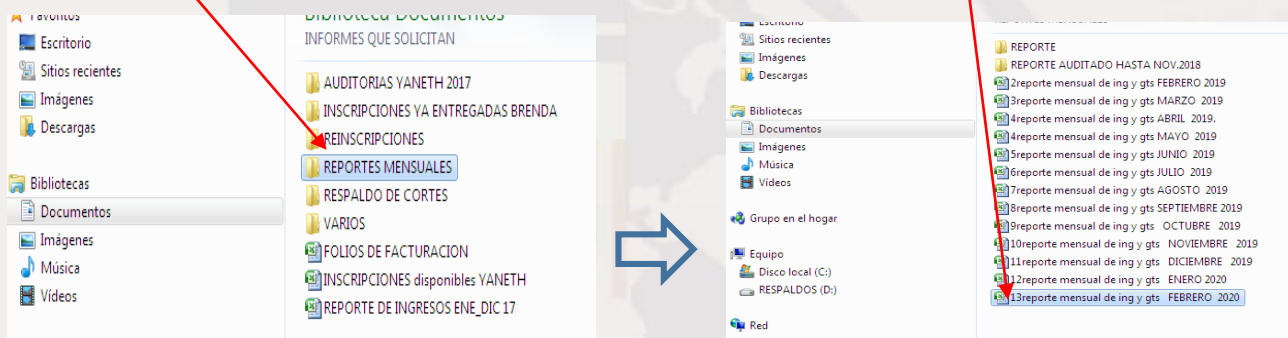 Favoritos
Escritorio
Sitios recientes
Imágenes
Descargas
Bibliotecas
Documentos
Imágenes
Música
Vídeos
Biblioteca Documentos
INFORMES QUE SOLICITAN
AUDITORIAS YANETH 2017
INSCRIPCIONES YA ENTREGADAS BRENDA
REINSCRIPCIONES
REPORTES MENSUALES
RESPALDO DE CORTES
VARIOS
FOLIOS DE FACTURACION
INSCRIPCIONES disponibles YANETH
REPORTE DE INGRESOS ENE_DIC 17
Escritorio
Sitios recientes
Imágenes
Descargas
Bibliotecas
Documentos
Imágenes
Música
Vídeos
Grupo en el hogar
Equipo
Disco local (C:)
RESPALDOS (D:)
Red
REPORTES MENSUALES
REPORTE
REPORTE AUDITADO HASTA NOV.2018
2reporte mensual de ing y gts FEBRERO 2019
3reporte mensual de ing y gts MARZO 2019
4reporte mensual de ing y gts ABRIL 2019.
4reporte mensual de ing y gts MAYO 2019
5reporte mensual de ing y gts JUNIO 2019
6reporte mensual de ing y gts JULIO 2019
7reporte mensual de ing y gts AGOSTO 2019
8reporte mensual de ing y gts SEPTIEMBRE 2019
9reporte mensual de ing y gts OCTUBRE 2019
10reporte mensual de ing y gts NOVIEMBRE 2019
11reporte mensual de ing y gts DICIEMBRE 2019
12reporte mensual de ing y gts ENERO 2020
13reporte mensual de ing y gts FEBRERO 2020